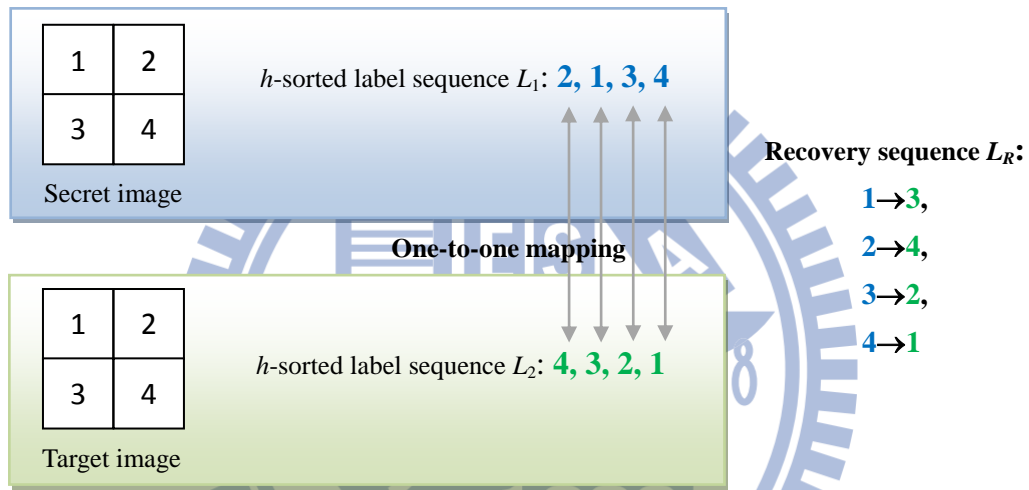 1 2
3 4
Secret image
h-sorted label sequence L1: 2, 1, 3, 4
One-to-one mapping
1 2
3 4
Target image
h-sorted label sequence L2: 4, 3, 2, 1
Recovery sequence LR:
1→3,
2→4,
3→2,
4→1